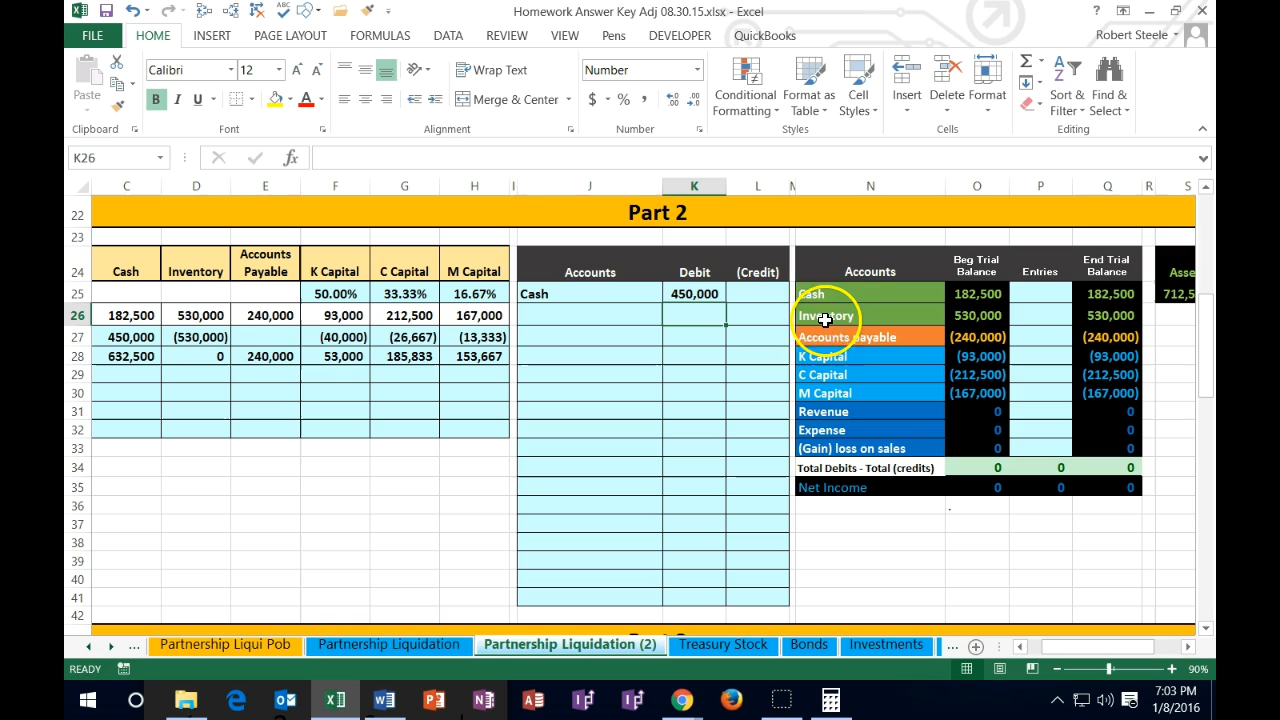 Homework Answer Key Adj 08.30.15.xlsx - Excel
FILE HOME INSERT PAGE LAYOUT FORMULAS DATA REVIEW VIEW Pens DEVELOPER QuickBooks Robert Steele
Calibri 12 Wrap Text Number
Paste B I U Merge & Center $ % Conditional Formatting Format as Table Cell Styles Insert Delete Format Sort & Filter Find & Select
Clipboard Font Alignment Number Styles Cells Editing
K26 fx
C D E F G H I J K L M N O P Q R S
22 Part 2
23
24 Cash Inventory Accounts Payable K Capital C Capital M Capital Accounts Debit (Credit) Accounts Beg Trial Balance Entries End Trial Balance Asse
25 50.00% 33.33% 16.67% Cash 450,000 Cash 182,500 182,500 712,5
26 182,500 530,000 240,000 93,000 212,500 167,000 Inventory 530,000 530,000
27 450,000 (530,000) (40,000) (26,667) (13,333) Accounts payable (240,000) (240,000)
28 632,500 0 240,000 53,000 185,833 153,667 K Capital (93,000) (93,000)
29 C Capital (212,500) (212,500)
30 M Capital (167,000) (167,000)
31 Revenue 0 0
32 Expense 0 0
33 (Gain) loss on sales 0 0
34 Total Debits - Total (credits) 0 0 0
35 Net Income 0 0 0
36
37
38
39
40
41
42
Partnership Liqui Pob Partnership Liquidation Partnership Liquidation (2) Treasury Stock Bonds Investments
READY 90%
7:03 PM
1/8/2016